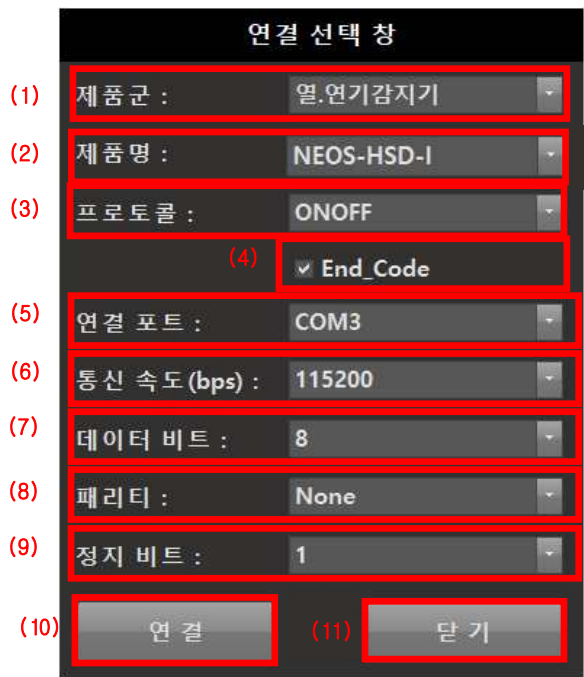 연결 선택 창
(1) 제품군 : 열.연기감지기
(2) 제품명 : NEOS-HSD-I
(3) 프로토콜 : ONOFF
(4) End_Code
(5) 연결 포트 : COM3
(6) 통신 속도(bps) : 115200
(7) 데이터 비트 : 8
(8) 패리티 : None
(9) 정지 비트 : 1
(10) 연 결 (11) 닫 기